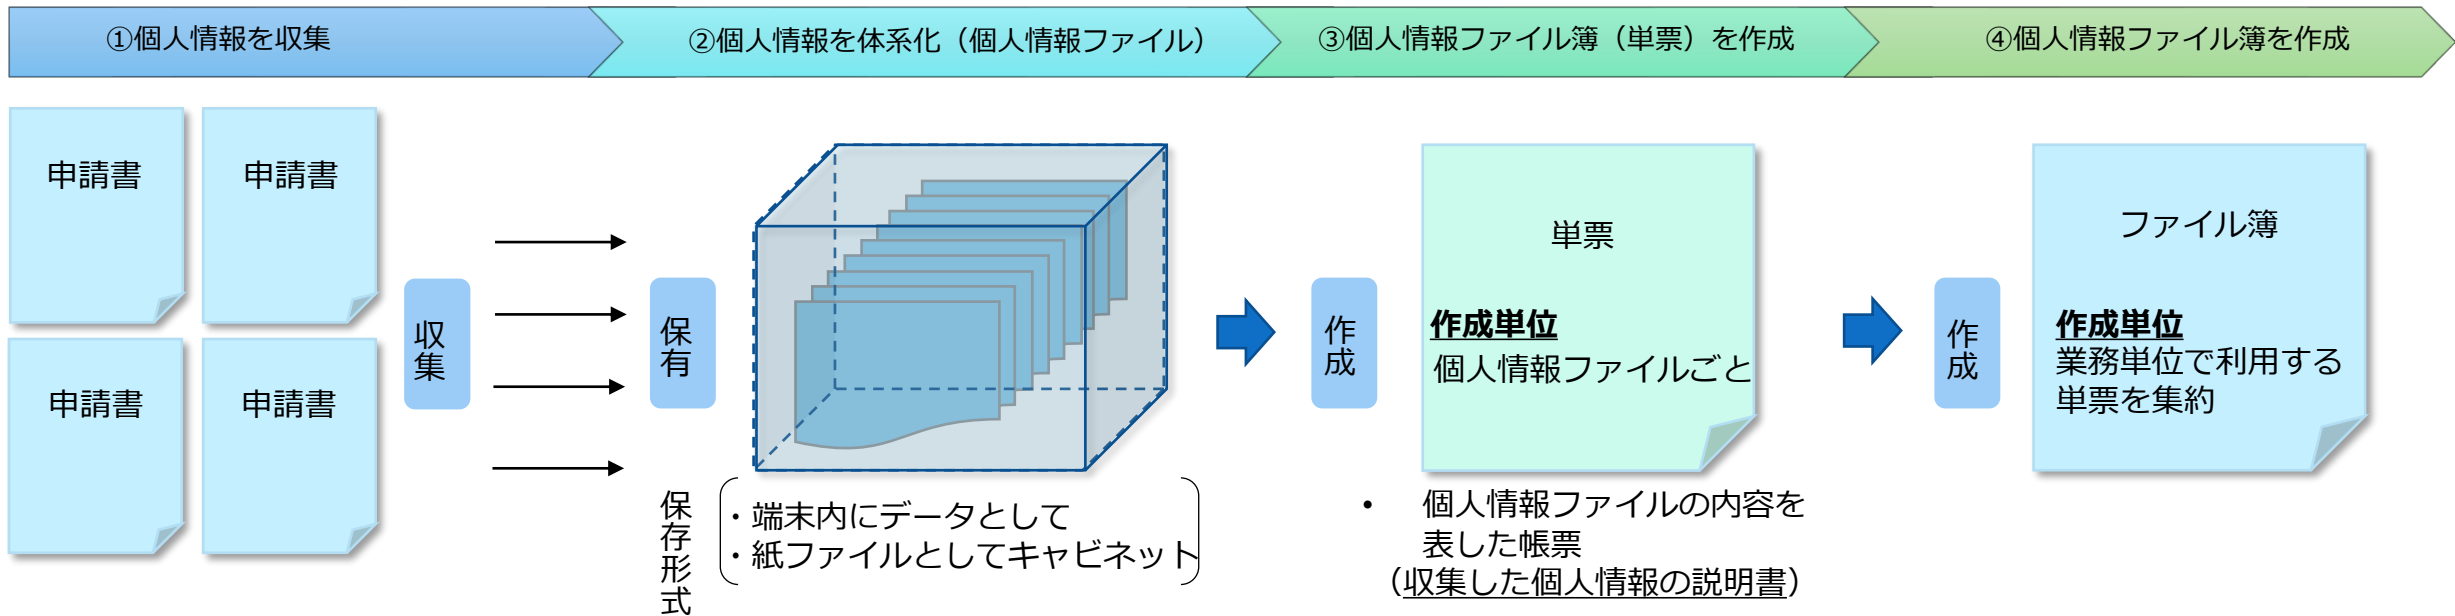 ①個人情報を収集
②個人情報を体系化（個人情報ファイル）
③個人情報ファイル簿（単票）を作成
④個人情報ファイル簿を作成
申請書
申請書
申請書
申請書
収集
保有
保存形式
・端末内にデータとして
・紙ファイルとしてキャビネット
作成
単票
作成単位
個人情報ファイルごと
• 個人情報ファイルの内容を
表した帳票
（収集した個人情報の説明書）
作成
ファイル簿
作成単位
業務単位で利用する
単票を集約